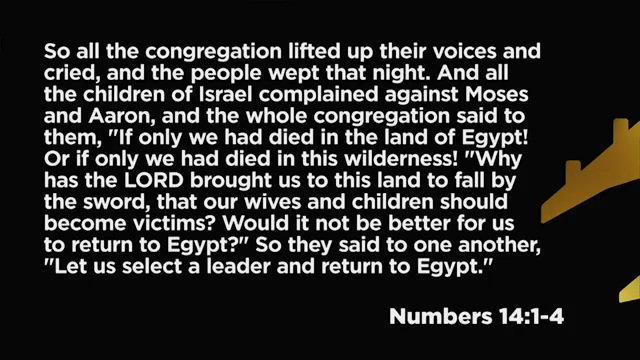 So all the congregation lifted up their voices and
cried, and the people wept that night. And all
the children of Israel complained against Moses
and Aaron, and the whole congregation said to
them, "If only we had died in the land of Egypt!
Or if only we had died in this wilderness! "Why
has the LORD brought us to this land to fall by
the sword, that our wives and children should
become victims? Would it not be better for us
to return to Egypt?" So they said to one another,
"Let us select a leader and return to Egypt."
Numbers 14:1-4